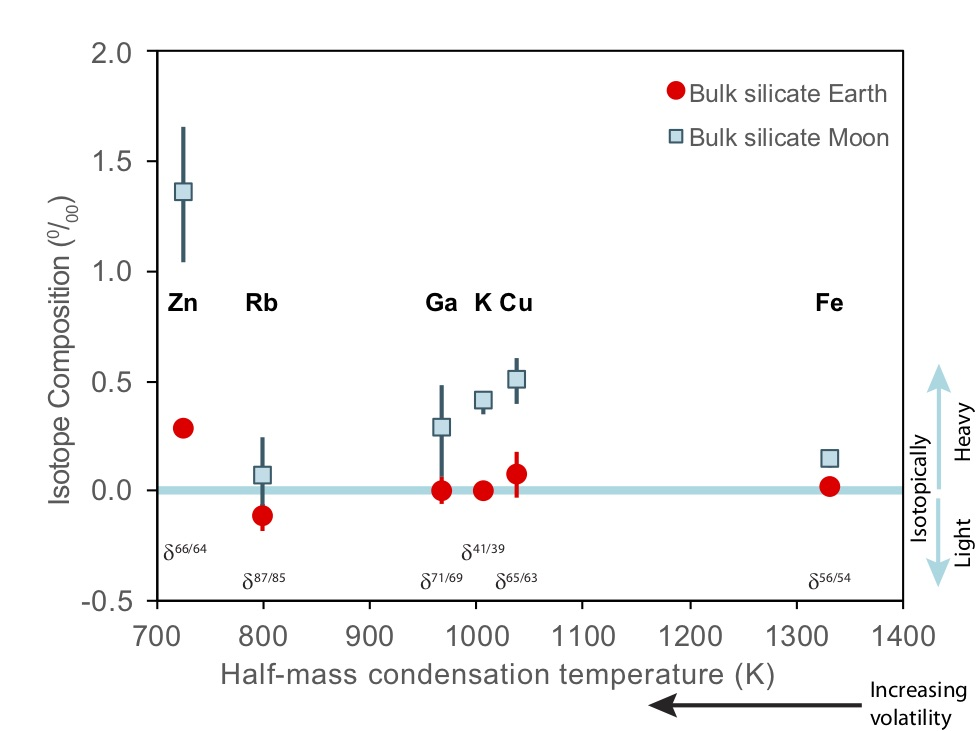 2.0
1.5
1.0
0.5
0.0
-0.5
Isotope Composition (0/00)
Bulk silicate Earth
Bulk silicate Moon
Zn Rb Ga K Cu Fe
δ66/64
δ87/85
δ71/69
δ41/39
δ65/63
δ56/54
Isotopically
Heavy
Light
700 800 900 1000 1100 1200 1300 1400
Half-mass condensation temperature (K)
Increasing
volatility